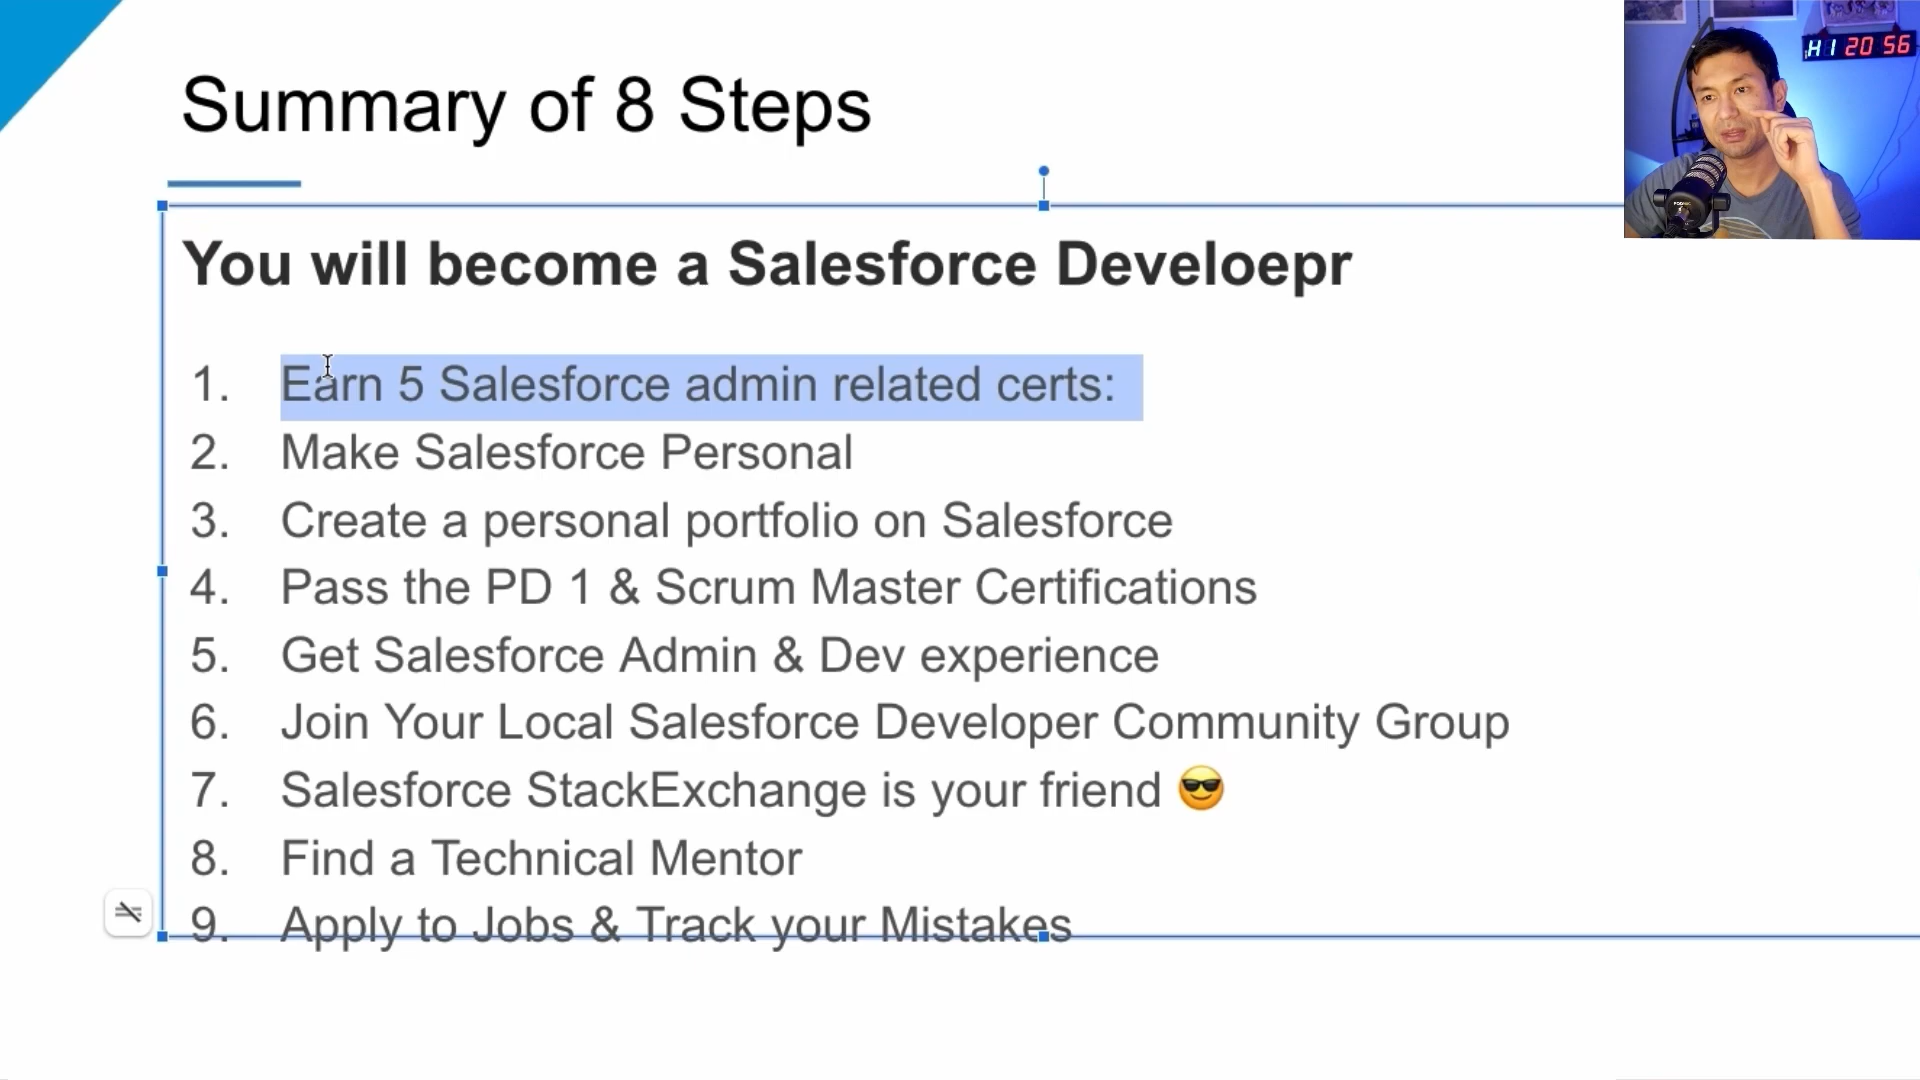 Summary of 8 Steps
HI 20 56
You will become a Salesforce Develoepr
1. Earn 5 Salesforce admin related certs:
2. Make Salesforce Personal
3. Create a personal portfolio on Salesforce
4. Pass the PD 1 & Scrum Master Certifications
5. Get Salesforce Admin & Dev experience
6. Join Your Local Salesforce Developer Community Group
7. Salesforce StackExchange is your friend 😎
8. Find a Technical Mentor
9. Apply to Jobs & Track your Mistakes